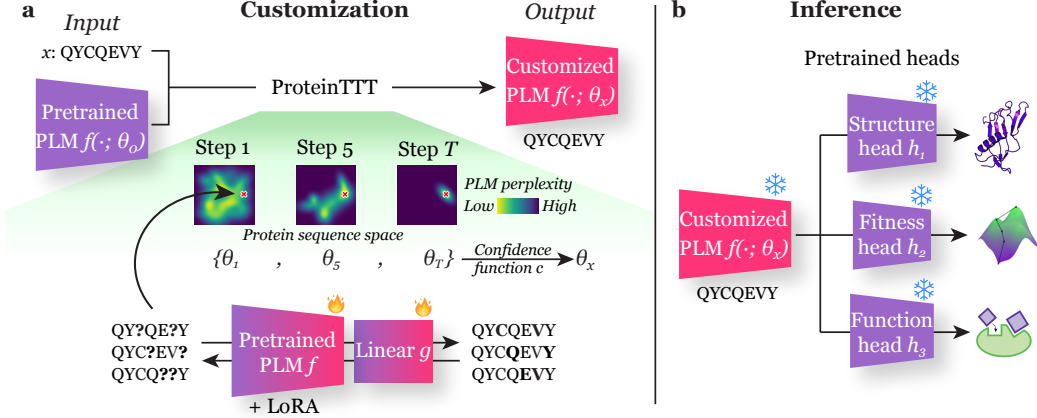 a
Customization
Input
Output
x: QYCQEVY
Pretrained
PLM f(·; θ₀)
ProteinTTT
Customized
PLM f(·; θₓ)
QYCQEVY
Step 1
Step 5
Step T
PLM perplexity
Low High
Protein sequence space
{θ₁ , θ₅ , θ_T}
Confidence
function c
θₓ
QY?QE?Y
QYC?EV?
QYCQ??Y
Pretrained
PLM f
+ LoRA
Linear g
QYCQEVY
QYCQEVY
QYCQEVY
b
Inference
Pretrained heads
Customized
PLM f(·; θₓ)
QYCQEVY
Structure
head h₁
Fitness
head h₂
Function
head h₃